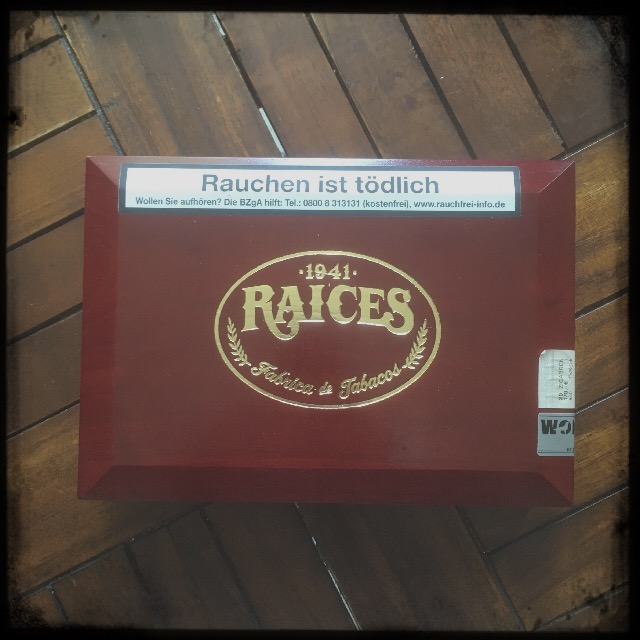 Rauchen ist tödlich
Wollen Sie aufhören? Die BZgA hilft: Tel.: 0800 8 313131 (kostenfrei), www.rauchfrei-info.de
·1941·
RAICES
Fabrica de Tabacos
WO